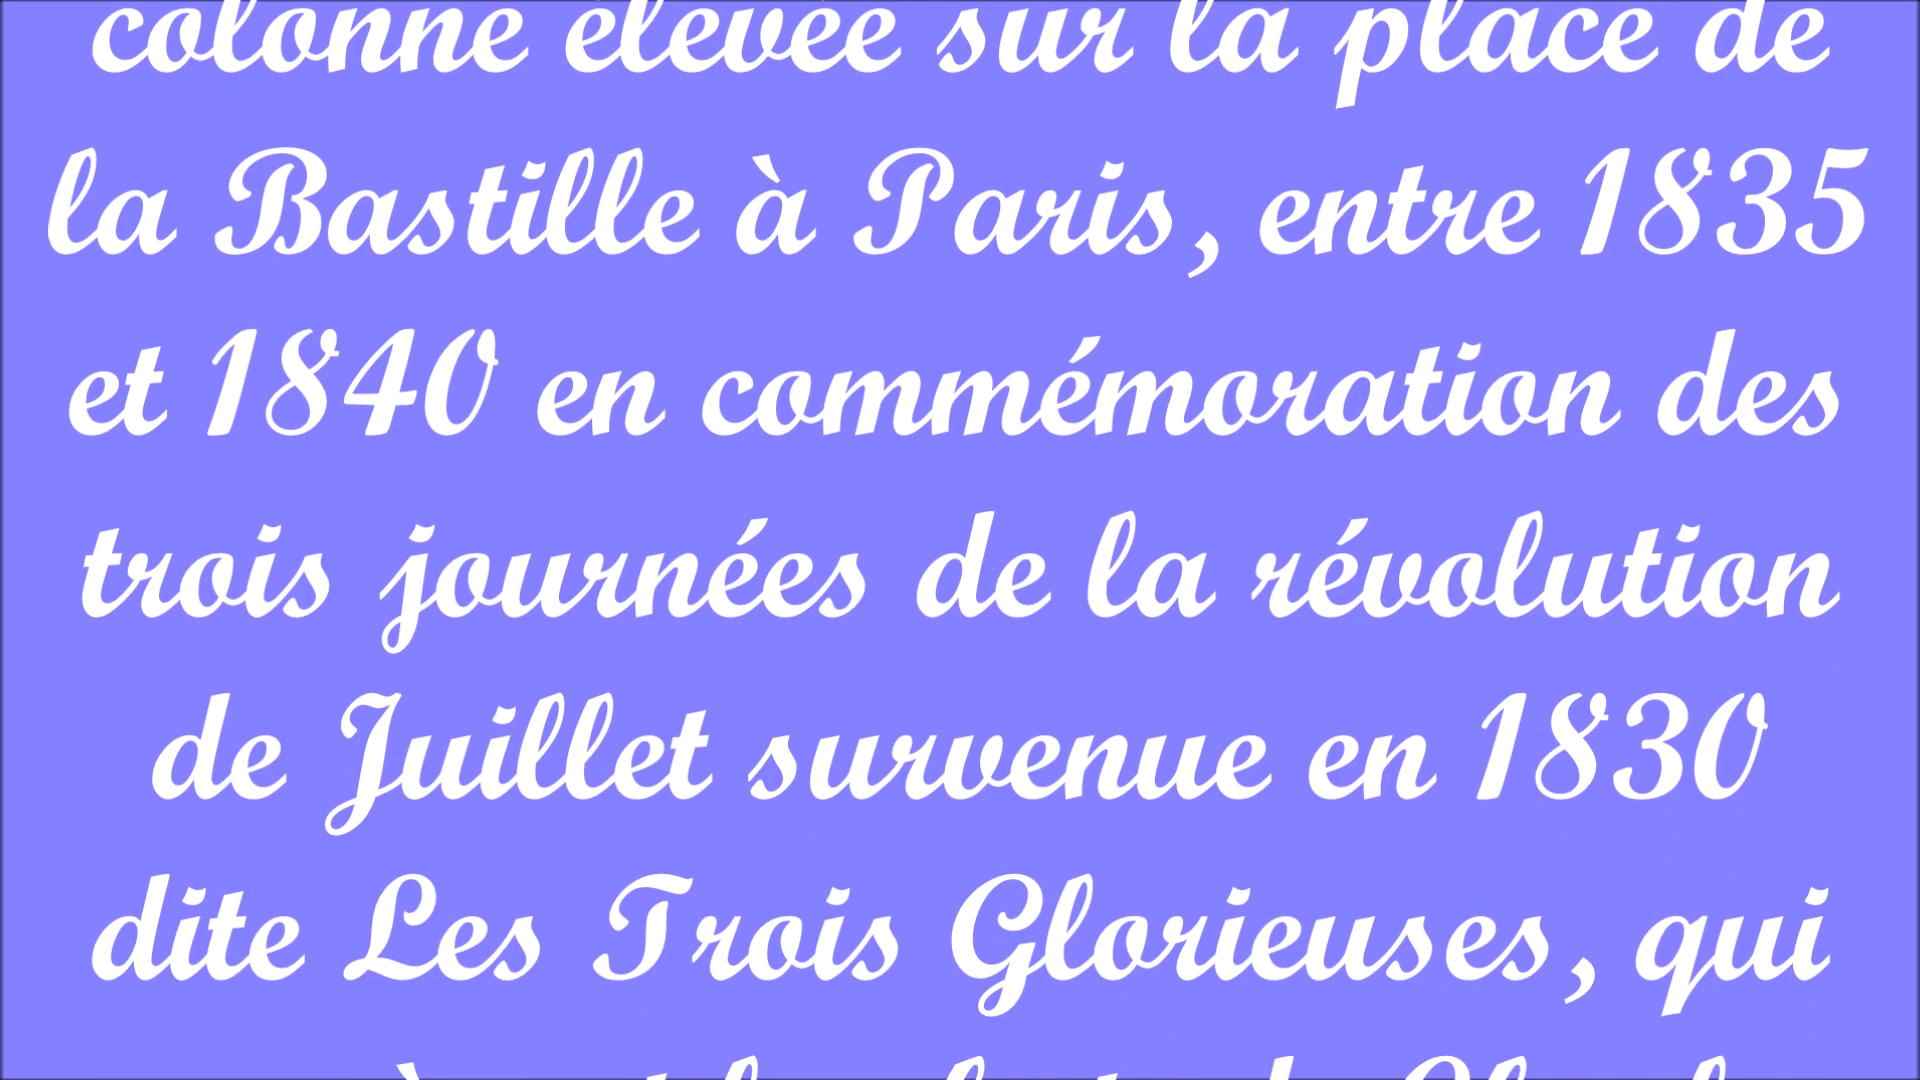 colonne élevée sur la place de
la Bastille à Paris, entre 1835
et 1840 en commémoration des
trois journées de la révolution
de Juillet survenue en 1830
dite Les Trois Glorieuses, qui